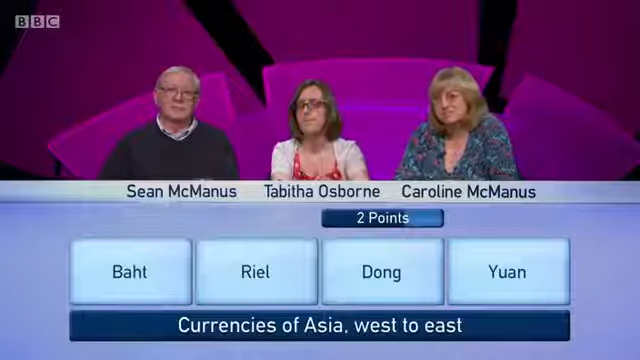 BBC
Sean McManus Tabitha Osborne Caroline McManus
2 Points
Baht Riel Dong Yuan
Currencies of Asia, west to east